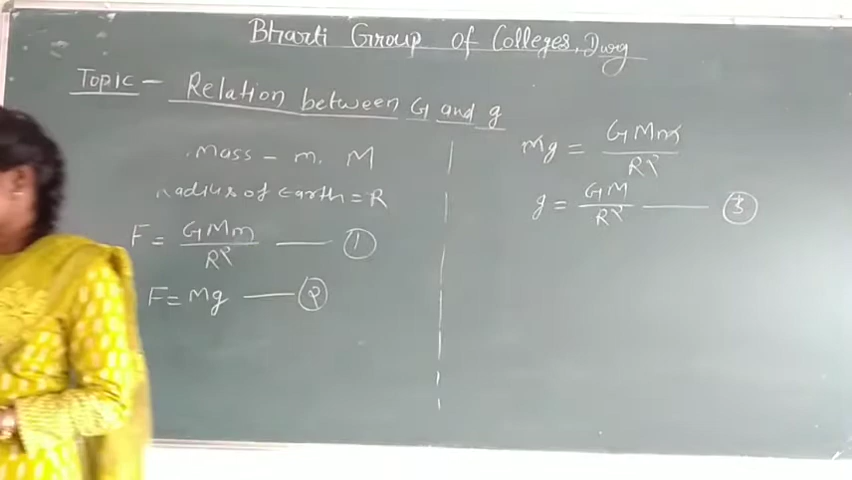 Bharti Group of Colleges, Durg
Topic - Relation between G and g
Mass - m. M
radius of earth = R
F = GMm/R² —— ①
F = mg —— ②
mg = GMm/R²
g = GM/R² —— ③